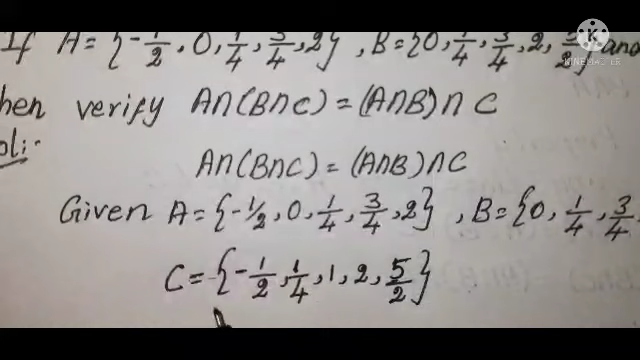 If A = {-1/2, 0, 1/4, 3/4, 2}, B = {0, 1/4, 3/4, 2, 5/2} and
then verify A∩(B∩C) = (A∩B)∩C
A∩(B∩C) = (A∩B)∩C
Given A = {-1/2, 0, 1/4, 3/4, 2}, B = {0, 1/4, 3/4
C = {-1/2, 1/4, 1, 2, 5/2}
K
KINEMASTER